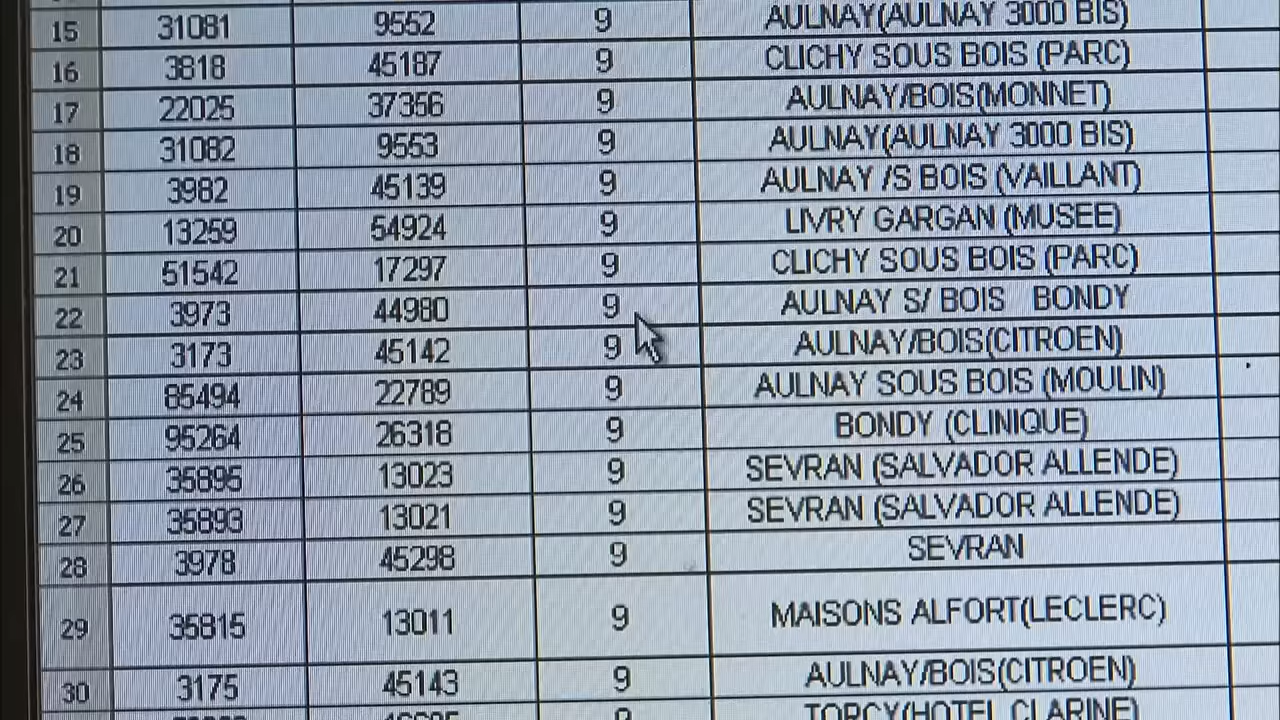 15 31081 9552 9 AULNAY(AULNAY 3000 BIS)
16 3818 45187 9 CLICHY SOUS BOIS (PARC)
17 22025 37356 9 AULNAY/BOIS(MONNET)
18 31082 9553 9 AULNAY(AULNAY 3000 BIS)
19 3982 45139 9 AULNAY /S BOIS (VAILLANT)
20 13259 54924 9 LIVRY GARGAN (MUSEE)
21 51542 17297 9 CLICHY SOUS BOIS (PARC)
22 3973 44980 9 AULNAY S/ BOIS BONDY
23 3173 45142 9 AULNAY/BOIS(CITROEN)
24 85494 22789 9 AULNAY SOUS BOIS (MOULIN)
25 95264 26318 9 BONDY (CLINIQUE)
26 35895 13023 9 SEVRAN (SALVADOR ALLENDE)
27 35893 13021 9 SEVRAN (SALVADOR ALLENDE)
28 3978 45298 9 SEVRAN
29 35815 13011 9 MAISONS ALFORT(LECLERC)
30 3175 45143 9 AULNAY/BOIS(CITROEN)
TORCY(HOTEL CLARINE)